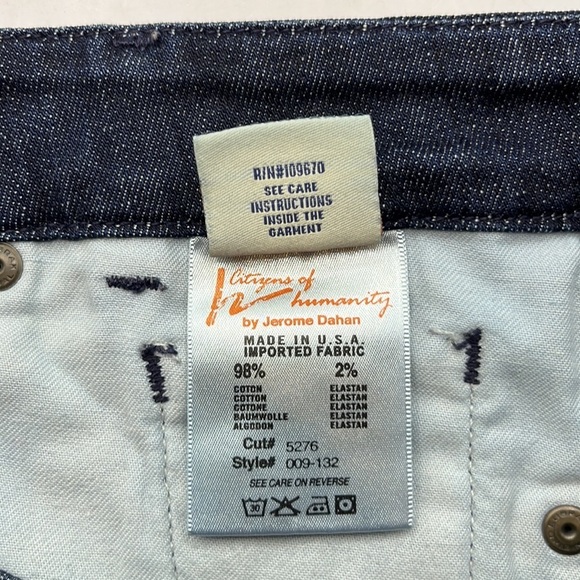 R/N#109670
SEE CARE
INSTRUCTIONS
INSIDE THE
GARMENT
Citizens of
humanity
by Jerome Dahan
MADE IN U.S.A.
IMPORTED FABRIC
98% 2%
COTON ELASTAN
COTTON ELASTAN
COTONE ELASTAN
BAUMWOLLE ELASTAN
ALGODON ELASTAN
Cut# 5276
Style# 009-132
SEE CARE ON REVERSE
30